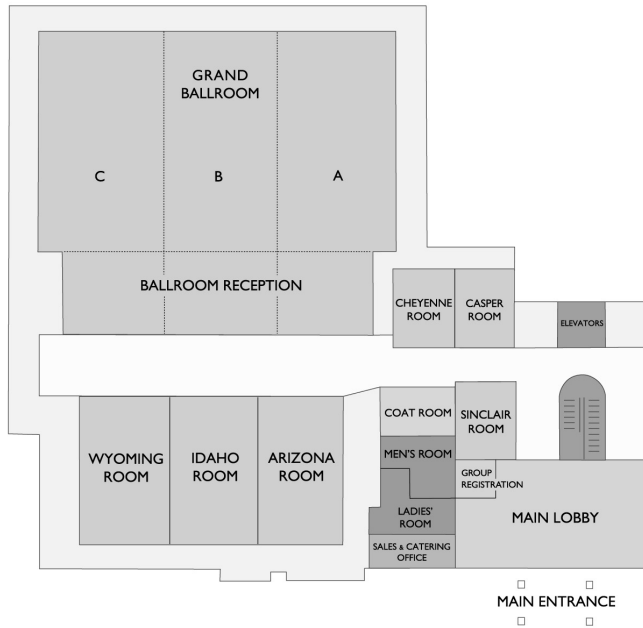 GRAND
BALLROOM
C
B
A
BALLROOM RECEPTION
CHEYENNE
ROOM
CASPER
ROOM
ELEVATORS
COAT ROOM
SINCLAIR
ROOM
MEN'S ROOM
WYOMING
ROOM
IDAHO
ROOM
ARIZONA
ROOM
GROUP
REGISTRATION
LADIES'
ROOM
MAIN LOBBY
SALES & CATERING
OFFICE
MAIN ENTRANCE